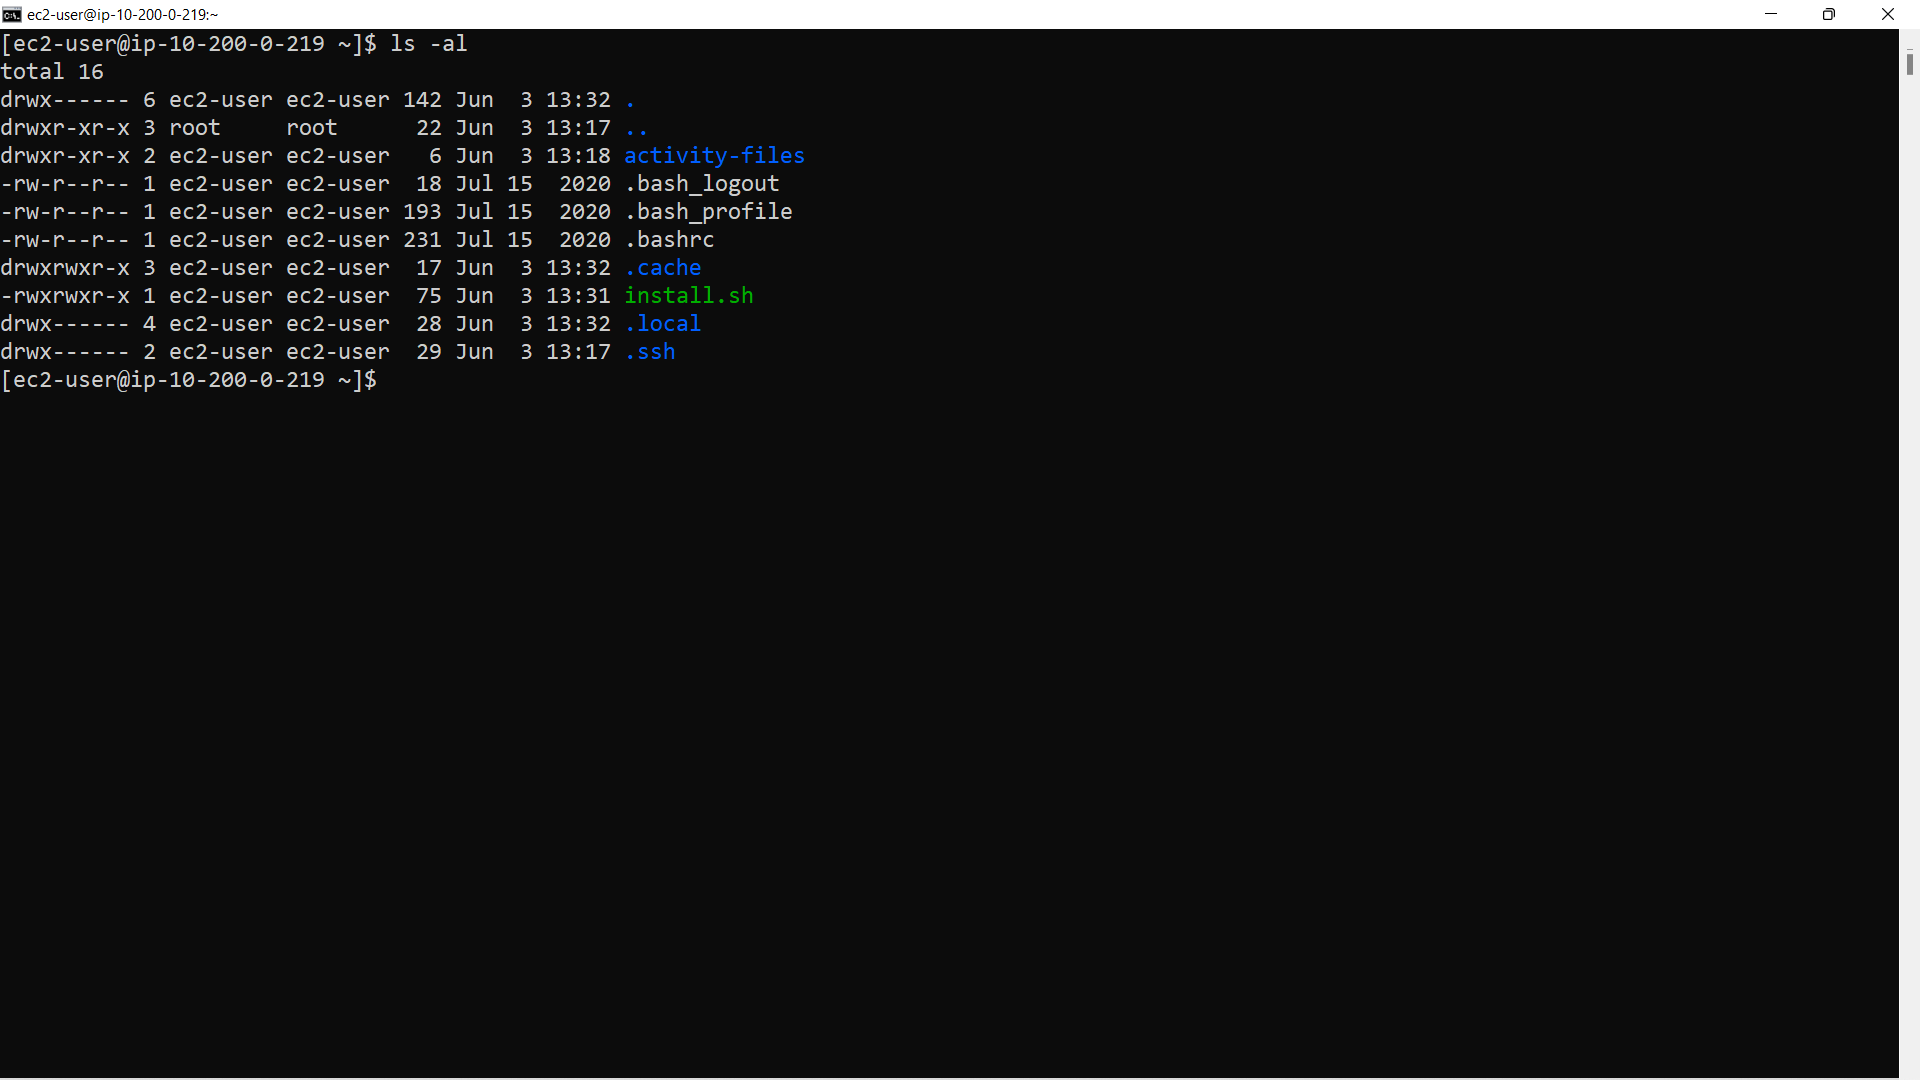 ec2-user@ip-10-200-0-219:~
[ec2-user@ip-10-200-0-219 ~]$ ls -al
total 16
drwx------ 6 ec2-user ec2-user 142 Jun  3 13:32 .
drwxr-xr-x 3 root     root      22 Jun  3 13:17 ..
drwxr-xr-x 2 ec2-user ec2-user   6 Jun  3 13:18 activity-files
-rw-r--r-- 1 ec2-user ec2-user  18 Jul 15  2020 .bash_logout
-rw-r--r-- 1 ec2-user ec2-user 193 Jul 15  2020 .bash_profile
-rw-r--r-- 1 ec2-user ec2-user 231 Jul 15  2020 .bashrc
drwxrwxr-x 3 ec2-user ec2-user  17 Jun  3 13:32 .cache
-rwxrwxr-x 1 ec2-user ec2-user  75 Jun  3 13:31 install.sh
drwx------ 4 ec2-user ec2-user  28 Jun  3 13:32 .local
drwx------ 2 ec2-user ec2-user  29 Jun  3 13:17 .ssh
[ec2-user@ip-10-200-0-219 ~]$